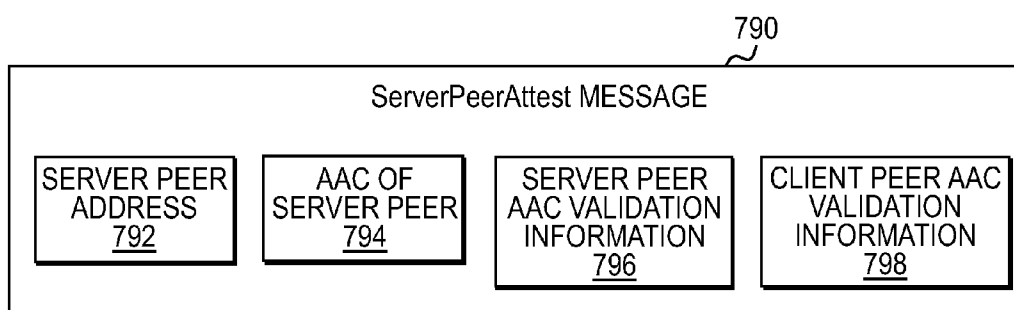 790
ServerPeerAttest MESSAGE
SERVER PEER
ADDRESS
792
AAC OF
SERVER PEER
794
SERVER PEER
AAC VALIDATION
INFORMATION
796
CLIENT PEER AAC
VALIDATION
INFORMATION
798